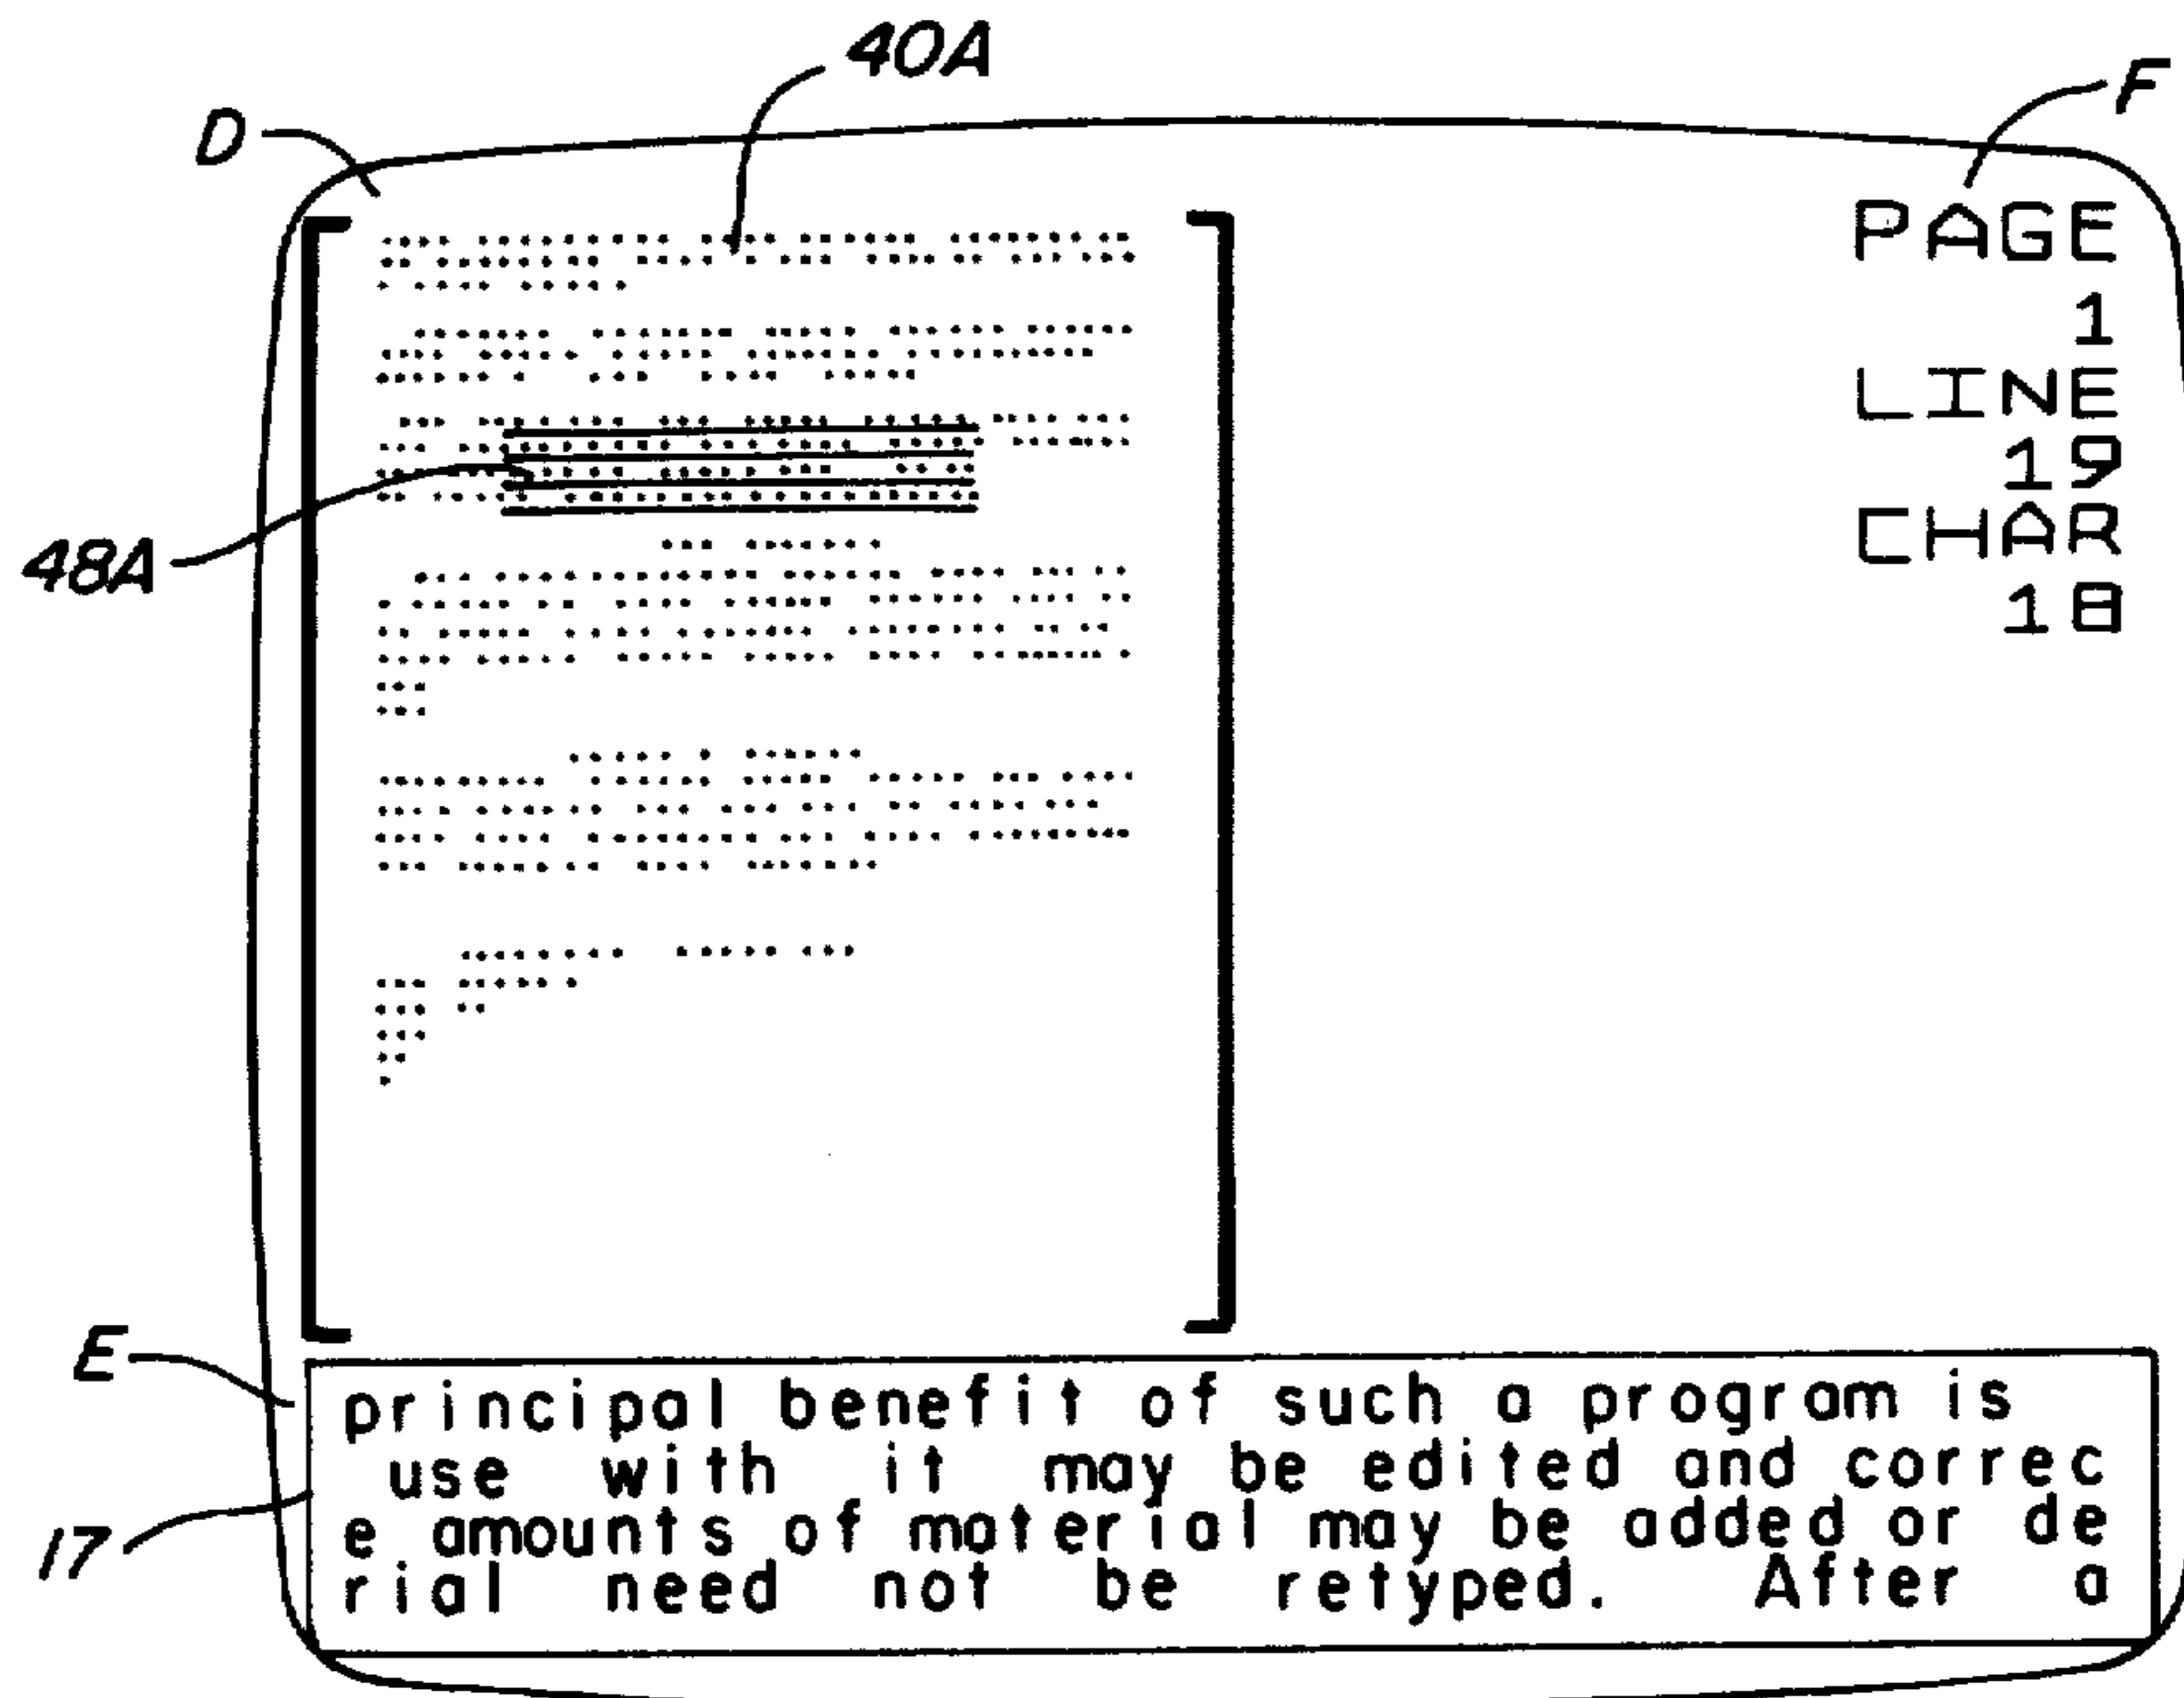 40A
D
F
PAGE
1
LINE
19
CHAR
18
48A
E
principal benefit of such a program is
use with it may be edited and correc
e amounts of material may be added or de
rial need not be retyped. After a
17